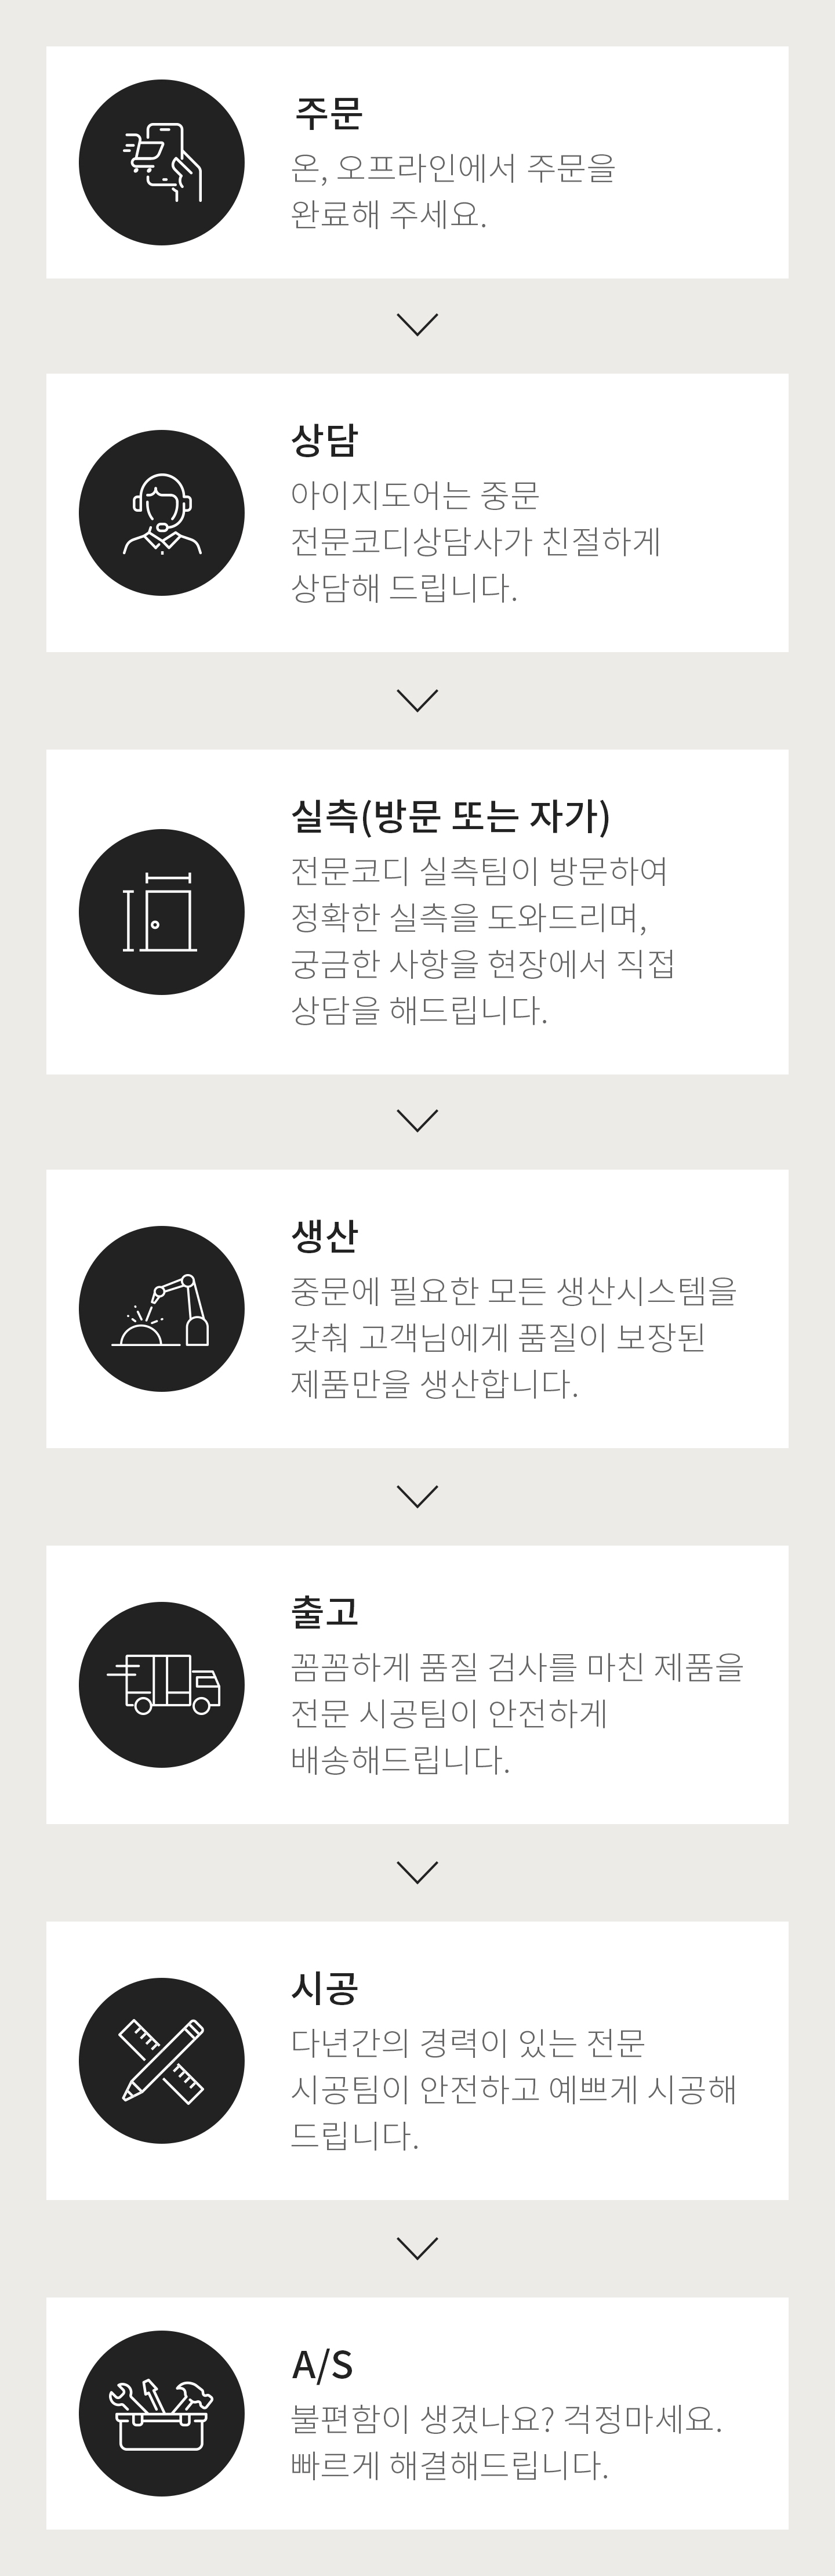 주문
온, 오프라인에서 주문을
완료해 주세요.
상담
아이지도어는 중문
전문코디상담사가 친절하게
상담해 드립니다.
실측(방문 또는 자가)
전문코디 실측팀이 방문하여
정확한 실측을 도와드리며,
궁금한 사항을 현장에서 직접
상담을 해드립니다.
생산
중문에 필요한 모든 생산시스템을
갖춰 고객님에게 품질이 보장된
제품만을 생산합니다.
출고
꼼꼼하게 품질 검사를 마친 제품을
전문 시공팀이 안전하게
배송해드립니다.
시공
다년간의 경력이 있는 전문
시공팀이 안전하고 예쁘게 시공해
드립니다.
A/S
불편함이 생겼나요? 걱정마세요.
빠르게 해결해드립니다.